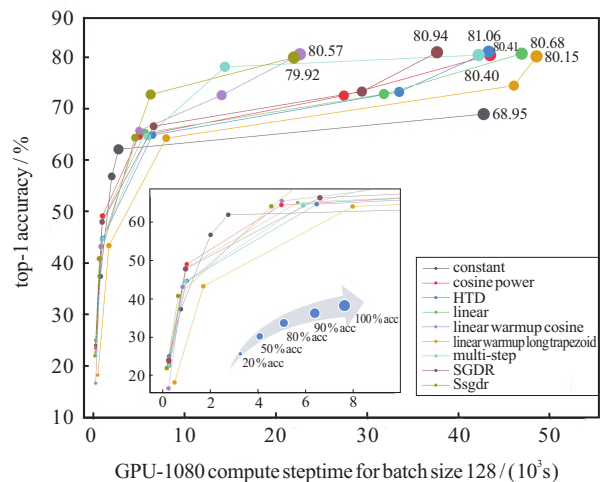 90
80
70
60
50
40
30
20
10
top-1 accuracy / %
80.57
79.92
80.94
81.06
80.41
80.40
80.68
80.15
68.95
60
50
40
30
20
0 2 4 6 8
20%acc
50%acc
80%acc
90%acc
100%acc
constant
cosine power
HTD
linear
linear warmup cosine
linear warmup long trapezoid
multi-step
SGDR
Ssgdr
0 10 20 30 40 50
GPU-1080 compute steptime for batch size 128 / (10³s)